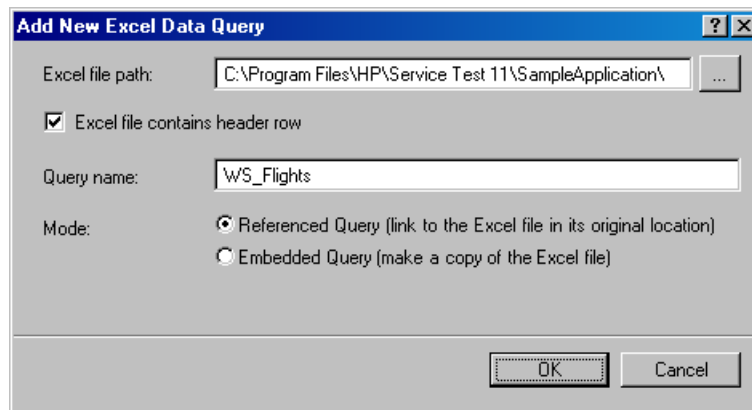 Add New Excel Data Query
Excel file path: C:\Program Files\HP\Service Test 11\SampleApplication\ ...
Excel file contains header row
Query name: WS_Flights
Mode: Referenced Query (link to the Excel file in its original location)
Embedded Query (make a copy of the Excel file)
OK Cancel